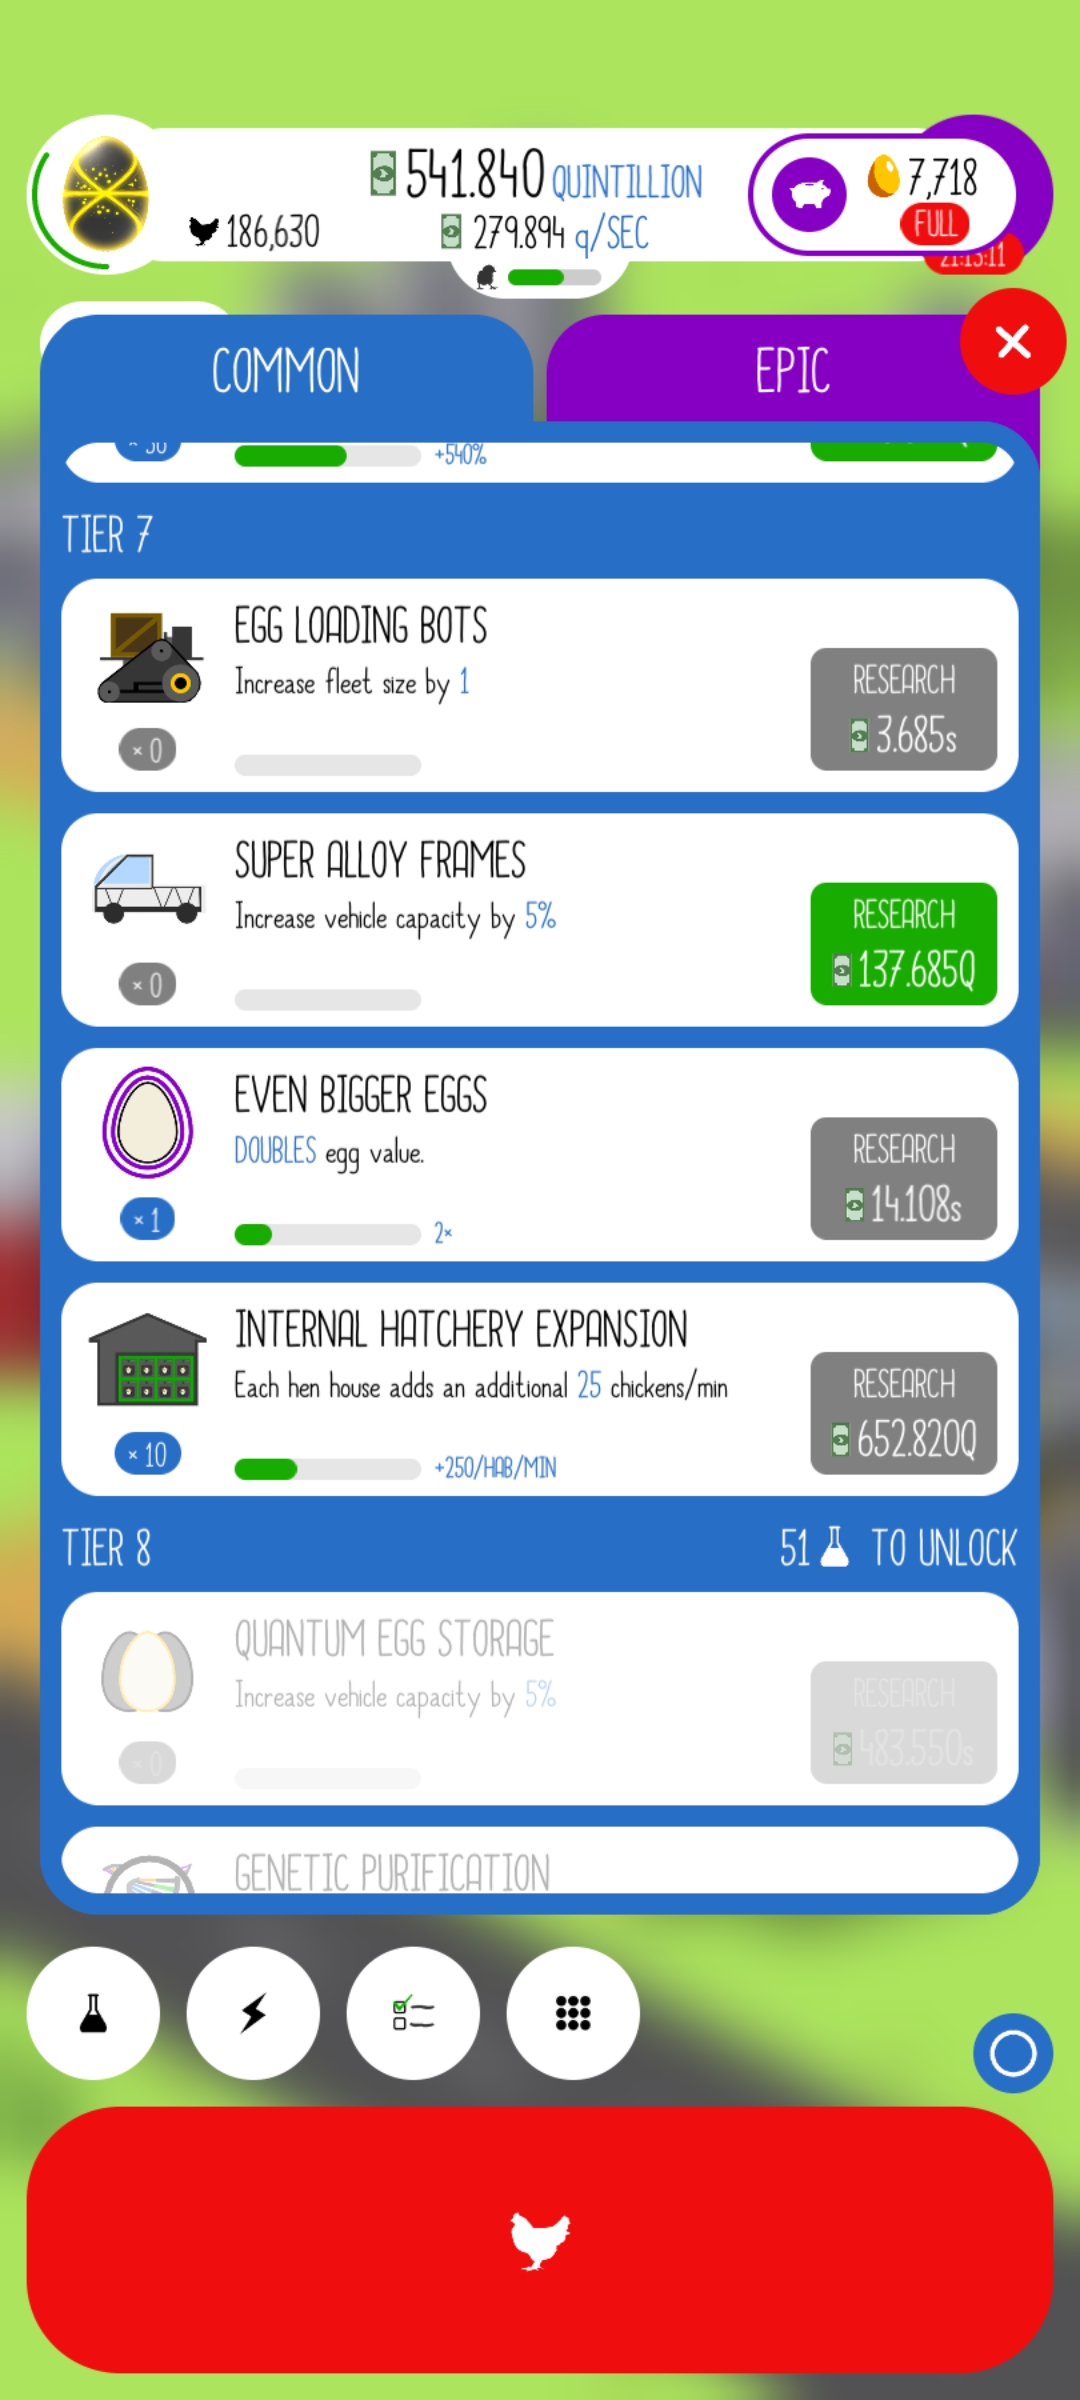 541.840 QUINTILLION
186,630
279.894 q/SEC
7,718
FULL
21:15:11
COMMON
EPIC
× 30
+540%
TIER 7
EGG LOADING BOTS
Increase fleet size by 1
RESEARCH
3.685s
× 0
SUPER ALLOY FRAMES
Increase vehicle capacity by 5%
RESEARCH
137.685Q
× 0
EVEN BIGGER EGGS
DOUBLES egg value.
RESEARCH
14.108s
× 1
2×
INTERNAL HATCHERY EXPANSION
Each hen house adds an additional 25 chickens/min
RESEARCH
652.820Q
× 10
+250/HAB/MIN
TIER 8
51 TO UNLOCK
QUANTUM EGG STORAGE
Increase vehicle capacity by 5%
RESEARCH
483.550s
× 0
GENETIC PURIFICATION